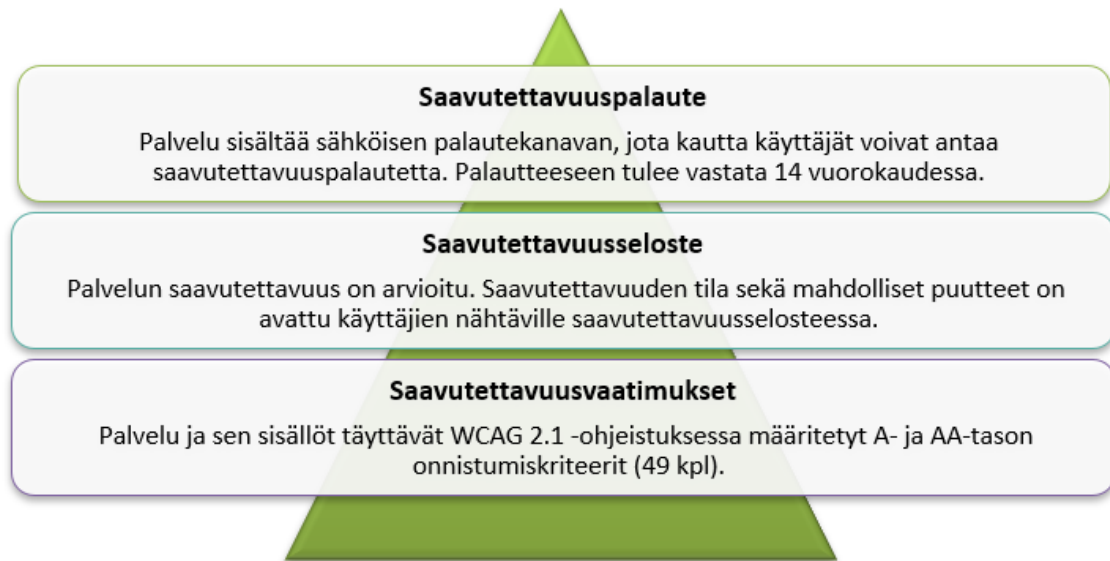 Saavutettavuuspalaute
Palvelu sisältää sähköisen palautekanavan, jota kautta käyttäjät voivat antaa
saavutettavuuspalautetta. Palautteeseen tulee vastata 14 vuorokaudessa.
Saavutettavuusseloste
Palvelun saavutettavuus on arvioitu. Saavutettavuuden tila sekä mahdolliset puutteet on
avattu käyttäjien nähtäville saavutettavuusselosteessa.
Saavutettavuusvaatimukset
Palvelu ja sen sisällöt täyttävät WCAG 2.1 -ohjeistuksessa määritetyt A- ja AA-tason
onnistumiskriteerit (49 kpl).